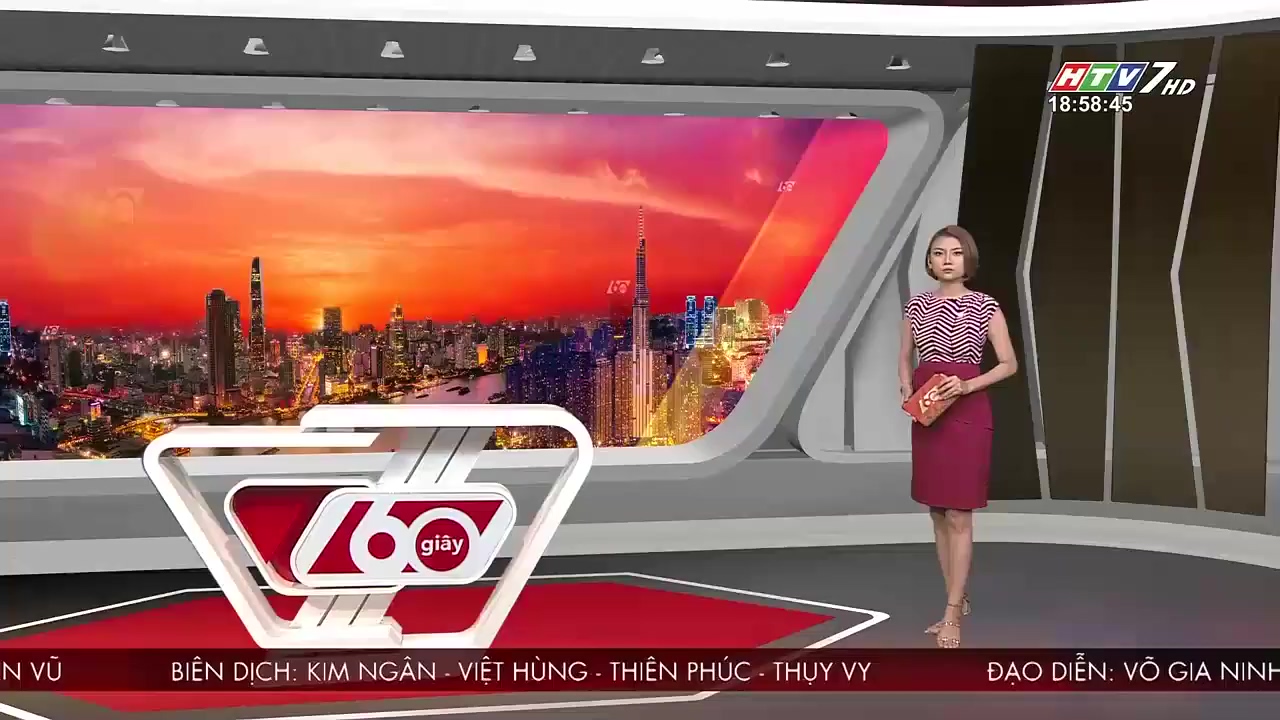 HTV7 HD
18:58:45
60 giây
N VŨ BIÊN DỊCH: KIM NGÂN - VIỆT HÙNG - THIÊN PHÚC - THỤY VY ĐẠO DIỄN: VÕ GIA NINH